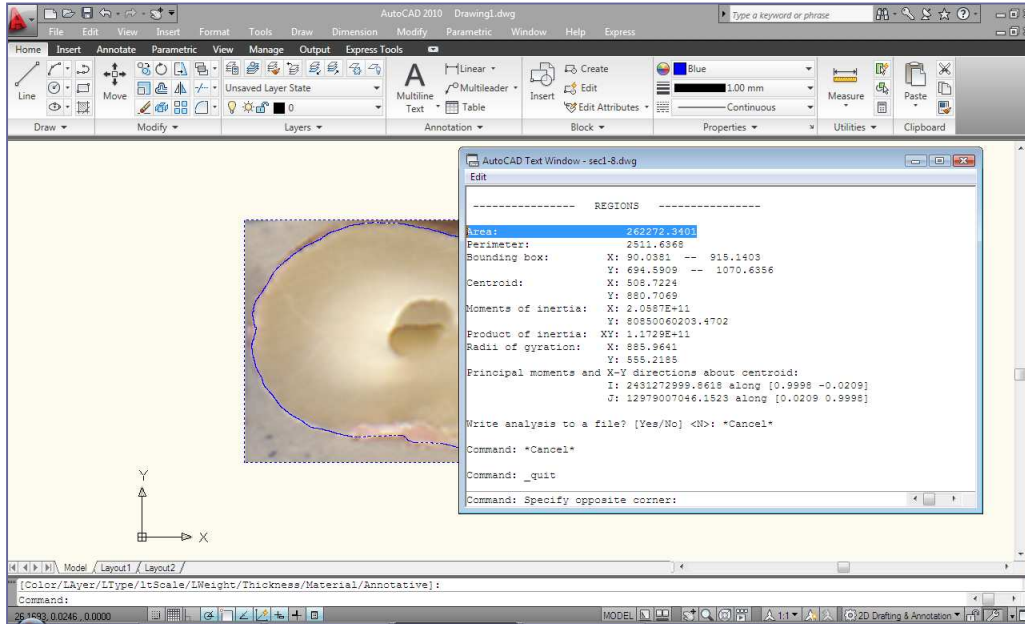 AutoCAD 2010 Drawing1.dwg
Type a keyword or phrase
File Edit View Insert Format Tools Draw Dimension Modify Parametric Window Help Express
Home Insert Annotate Parametric View Manage Output Express Tools
Line
Move
Unsaved Layer State
0
A
Multiline Text
Linear
Multileader
Table
Insert
Create
Edit
Edit Attributes
Blue
1.00 mm
Continuous
Measure
Paste
Draw Modify Layers Annotation Block Properties Utilities Clipboard
AutoCAD Text Window - sec1-8.dwg
Edit
---------------- REGIONS ----------------
Area: 262272.3401
Perimeter: 2511.6368
Bounding box: X: 90.0381 -- 915.1403
Y: 694.5909 -- 1070.6356
Centroid: X: 508.7224
Y: 880.7069
Moments of inertia: X: 2.0587E+11
Y: 80850060203.4702
Product of inertia: XY: 1.1729E+11
Radii of gyration: X: 885.9641
Y: 555.2185
Principal moments and X-Y directions about centroid:
I: 2431272999.8618 along [0.9998 -0.0209]
J: 12979007046.1523 along [0.0209 0.9998]
Write analysis to a file? [Yes/No] <N>: *Cancel*
Command: *Cancel*
Command: _quit
Command: Specify opposite corner:
Y
X
Model Layout1 Layout2
[Color/LAyer/LType/ltScale/LWeight/Thickness/Material/Annotative]:
Command:
26.1693, 0.0246, 0.0000
MODEL
1:1
2D Drafting & Annotation